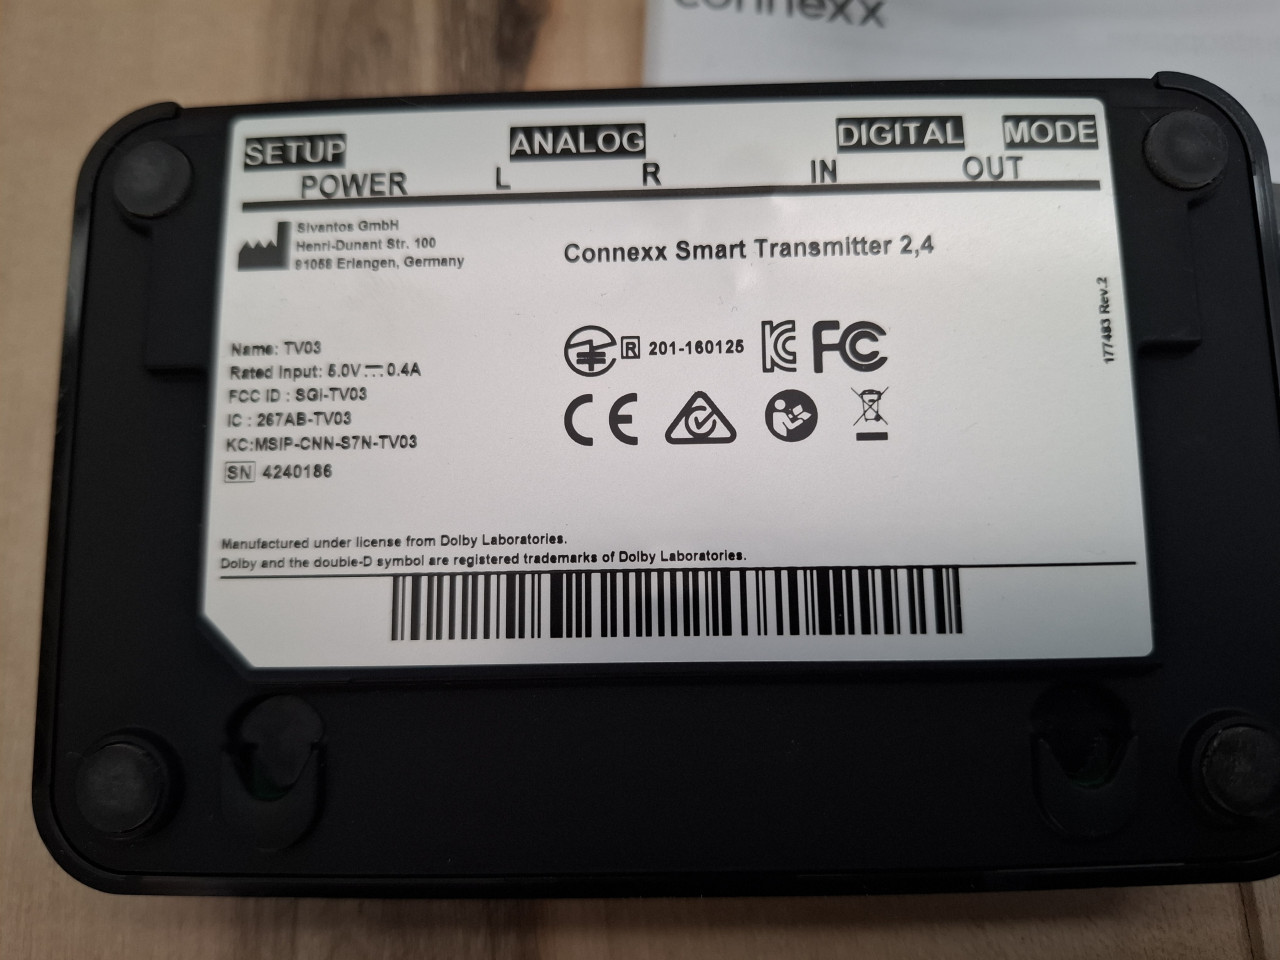 connexx
SETUP ANALOG DIGITAL MODE
POWER L R IN OUT
Sivantos GmbH
Henri-Dunant Str. 100
91058 Erlangen, Germany
Connexx Smart Transmitter 2,4
177483 Rev.2
Name: TV03
Rated Input: 5.0V⎓0.4A
FCC ID : SGI-TV03
IC : 267AB-TV03
KC:MSIP-CNN-S7N-TV03
SN 4240186
R 201-160125 FC
CE
Manufactured under license from Dolby Laboratories.
Dolby and the double-D symbol are registered trademarks of Dolby Laboratories.